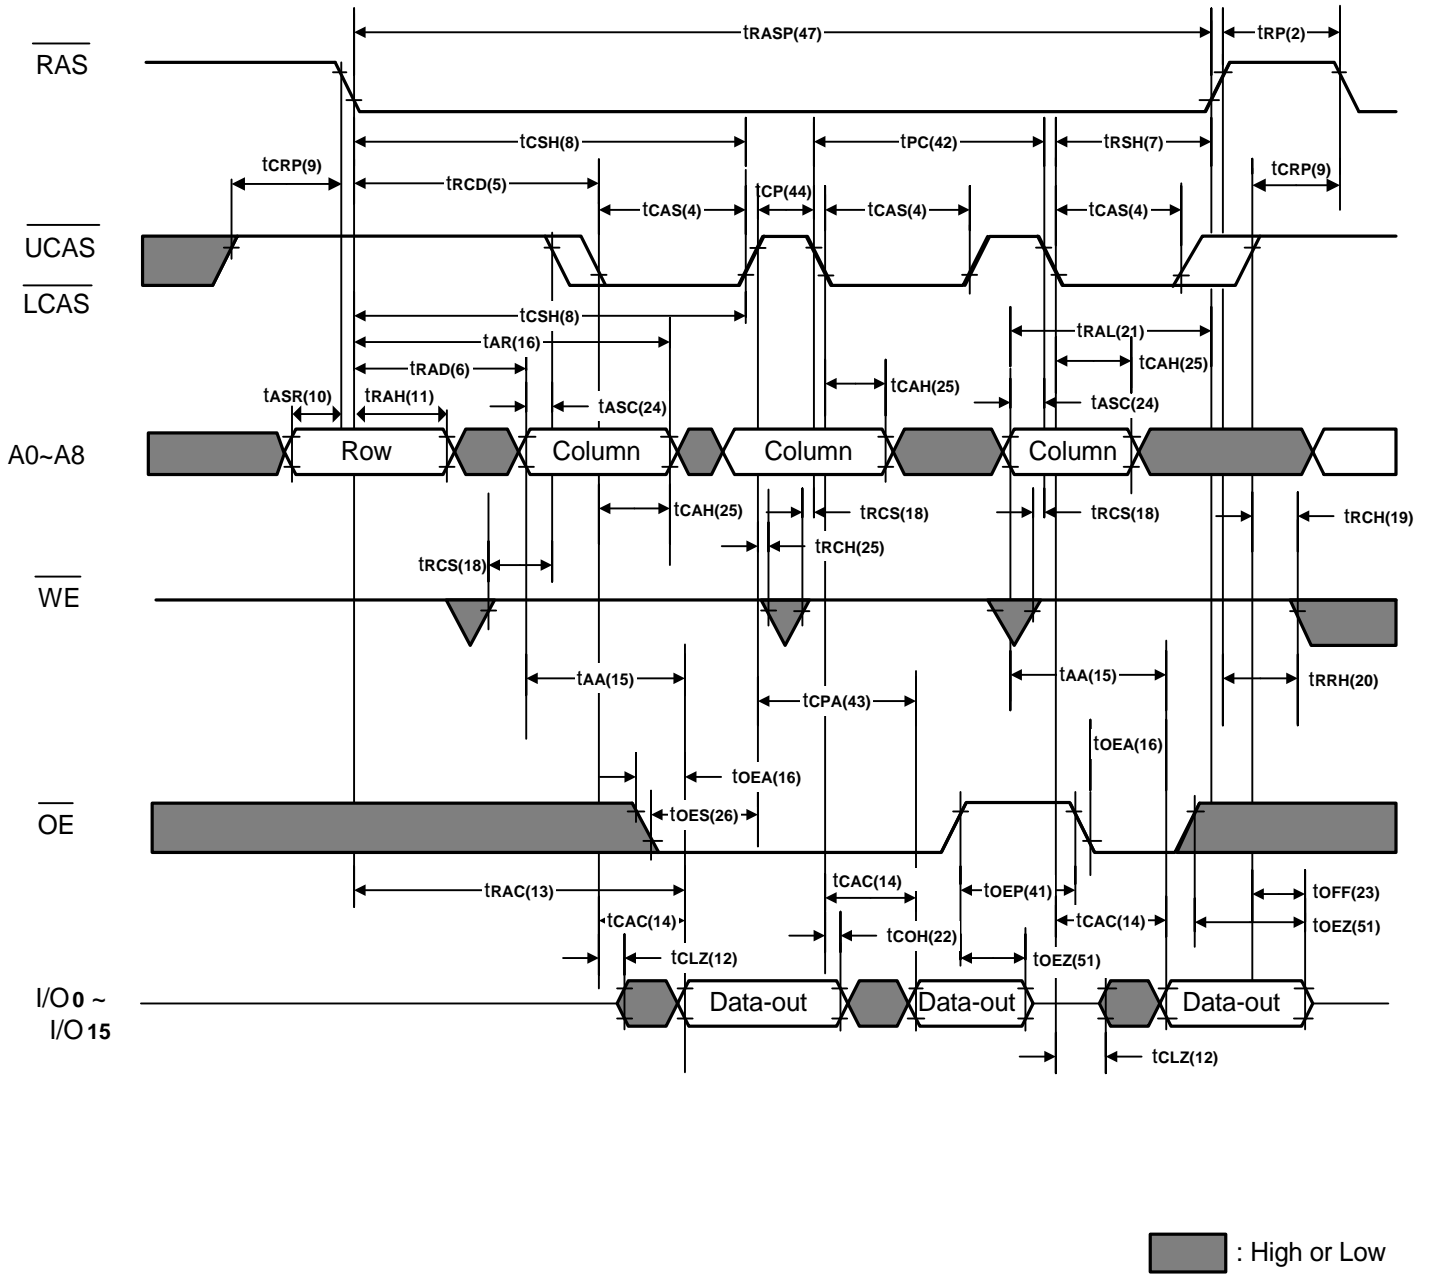 tRASP(47) tRP(2)
RAS
tCSH(8) tPC(42) tRSH(7)
tCRP(9) tRCD(5) tCRP(9)
tCAS(4) tCP(44) tCAS(4) tCAS(4)
UCAS
LCAS
tCSH(8)
tRAL(21)
tAR(16)
tRAD(6) tCAH(25)
tASR(10) tRAH(11) tASC(24) tCAH(25) tASC(24)
A0~A8 Row Column Column Column
tCAH(25) tRCS(18) tRCS(18) tRCH(19)
tRCH(25)
tRCS(18)
WE
tAA(15) tAA(15) tRRH(20)
tCPA(43)
tOEA(16)
tOEA(16)
OE tOES(26)
tRAC(13) tCAC(14) tOEP(41) tOFF(23)
tCAC(14) tCOH(22) tCAC(14) tOEZ(51)
tCLZ(12) tOEZ(51)
I/O0 ~ Data-out Data-out Data-out
I/O15
tCLZ(12)
: High or Low